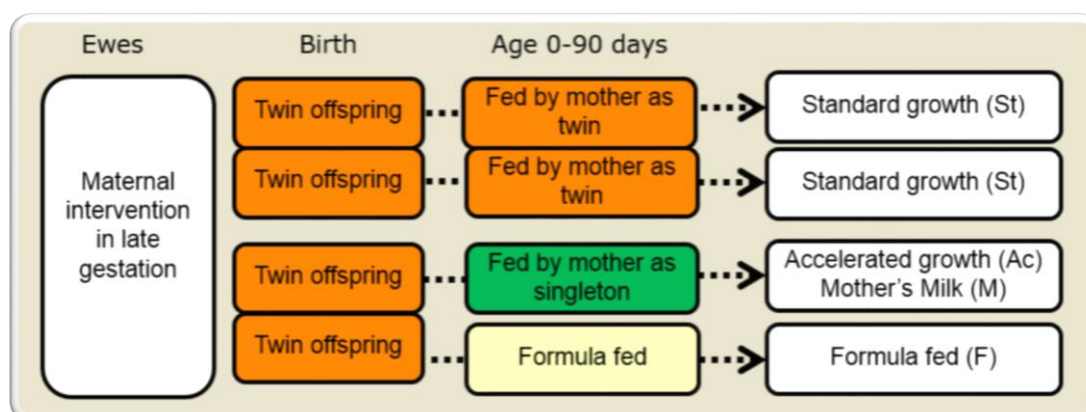 Ewes
Birth
Age 0-90 days
Maternal
intervention
in late
gestation
Twin offspring
Fed by mother as
twin
Standard growth (St)
Twin offspring
Fed by mother as
twin
Standard growth (St)
Twin offspring
Fed by mother as
singleton
Accelerated growth (Ac)
Mother's Milk (M)
Twin offspring
Formula fed
Formula fed (F)